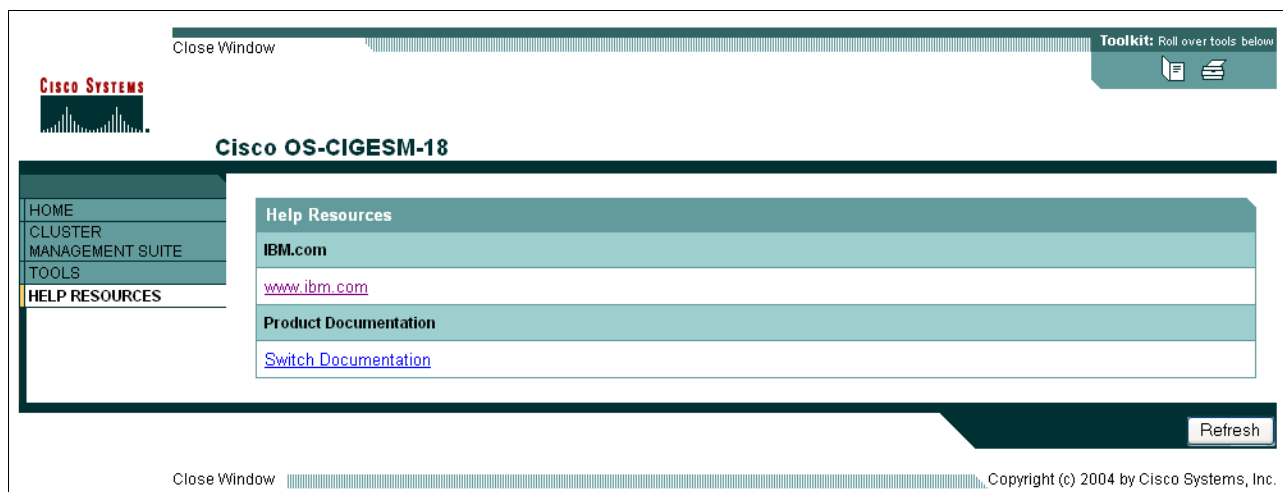 Close Window
Toolkit: Roll over tools below
CISCO SYSTEMS
Cisco OS-CIGESM-18
HOME
CLUSTER
MANAGEMENT SUITE
TOOLS
HELP RESOURCES
Help Resources
IBM.com
www.ibm.com
Product Documentation
Switch Documentation
Refresh
Close Window
Copyright (c) 2004 by Cisco Systems, Inc.